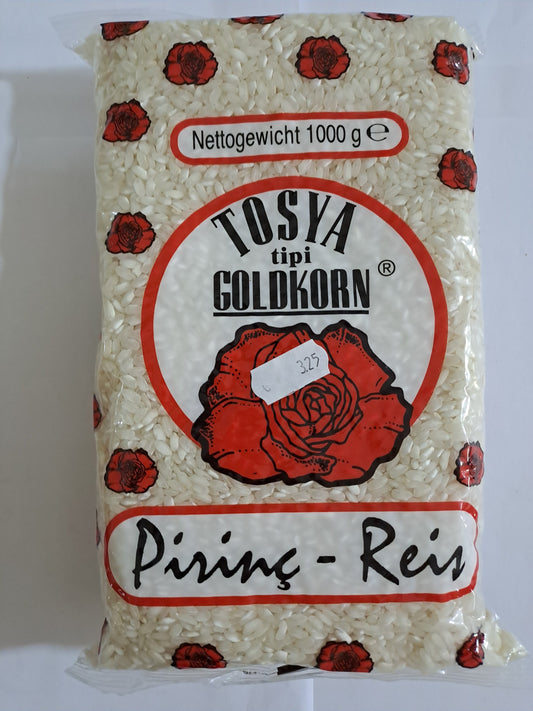 Nettogewicht 1000 g ℮
TOSYA
tipi
GOLDKORN ®
3.25
Pirinç - Reis